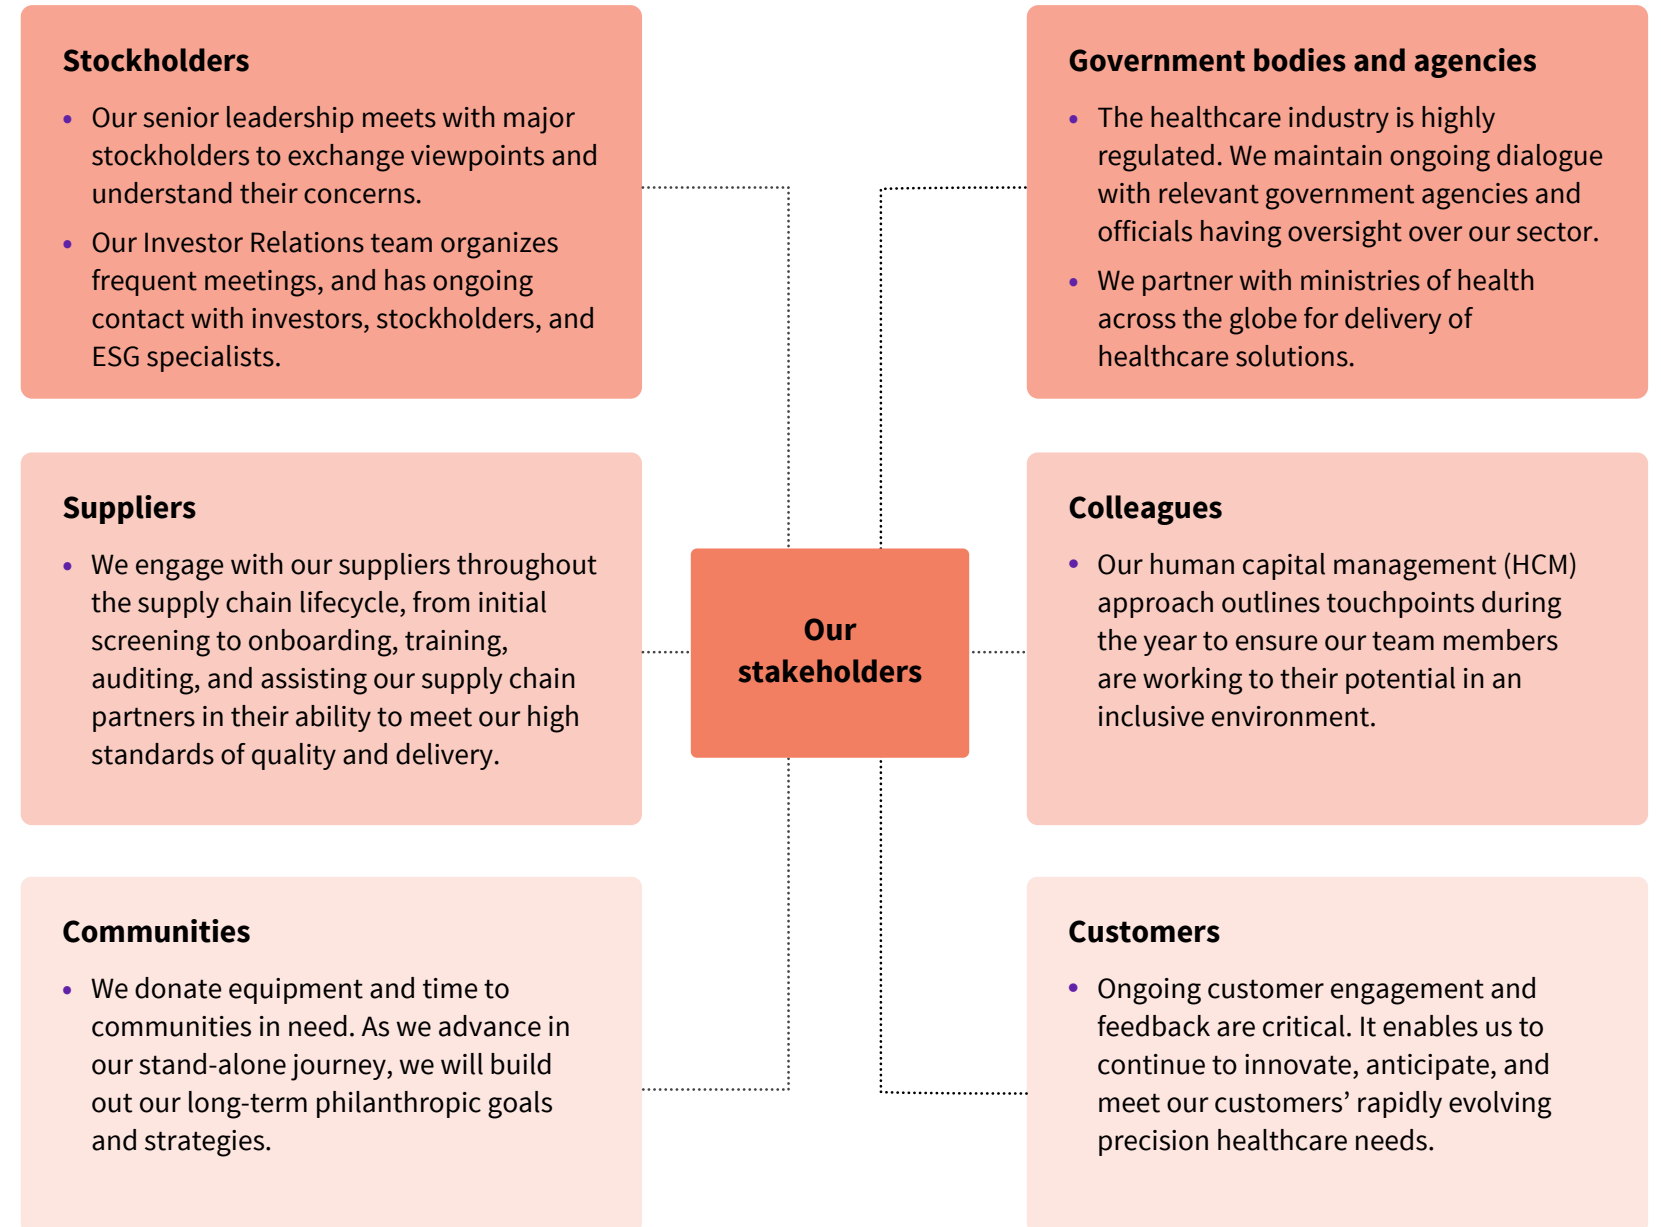 Stockholders
• Our senior leadership meets with major
stockholders to exchange viewpoints and
understand their concerns.
• Our Investor Relations team organizes
frequent meetings, and has ongoing
contact with investors, stockholders, and
ESG specialists.
Government bodies and agencies
• The healthcare industry is highly
regulated. We maintain ongoing dialogue
with relevant government agencies and
officials having oversight over our sector.
• We partner with ministries of health
across the globe for delivery of
healthcare solutions.
Suppliers
• We engage with our suppliers throughout
the supply chain lifecycle, from initial
screening to onboarding, training,
auditing, and assisting our supply chain
partners in their ability to meet our high
standards of quality and delivery.
Our
stakeholders
Colleagues
• Our human capital management (HCM)
approach outlines touchpoints during
the year to ensure our team members
are working to their potential in an
inclusive environment.
Communities
• We donate equipment and time to
communities in need. As we advance in
our stand-alone journey, we will build
out our long-term philanthropic goals
and strategies.
Customers
• Ongoing customer engagement and
feedback are critical. It enables us to
continue to innovate, anticipate, and
meet our customers’ rapidly evolving
precision healthcare needs.